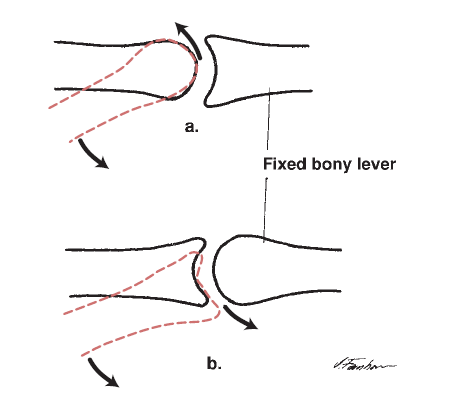 a.
Fixed bony lever
b.